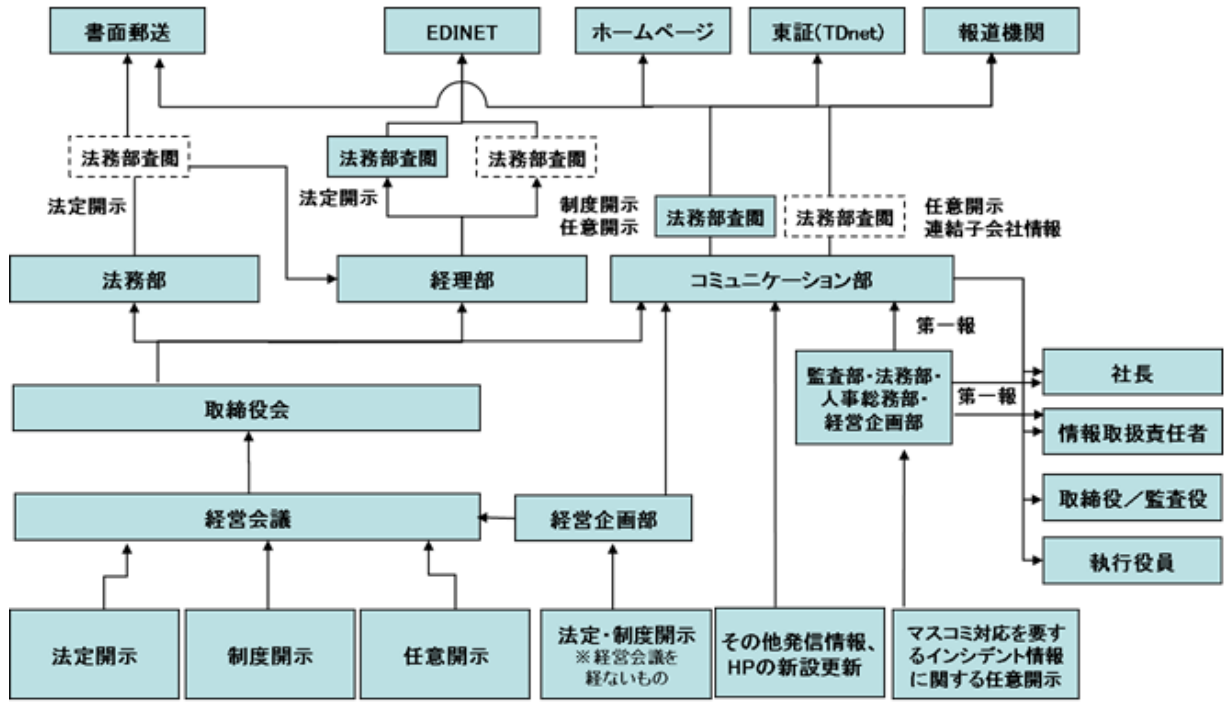 書面郵送
EDINET
ホームページ
東証(TDnet)
報道機関
法務部査閲
法務部査閲
法務部査閲
法定開示
法定開示
制度開示
任意開示
法務部査閲
法務部査閲
任意開示
連結子会社情報
法務部
経理部
コミュニケーション部
第一報
監査部・法務部・
人事総務部・
経営企画部
第一報
社長
情報取扱責任者
取締役会
取締役／監査役
経営会議
経営企画部
執行役員
法定開示
制度開示
任意開示
法定・制度開示
※経営会議を
経ないもの
その他発信情報、
HPの新設更新
マスコミ対応を要す
るインシデント情報
に関する任意開示